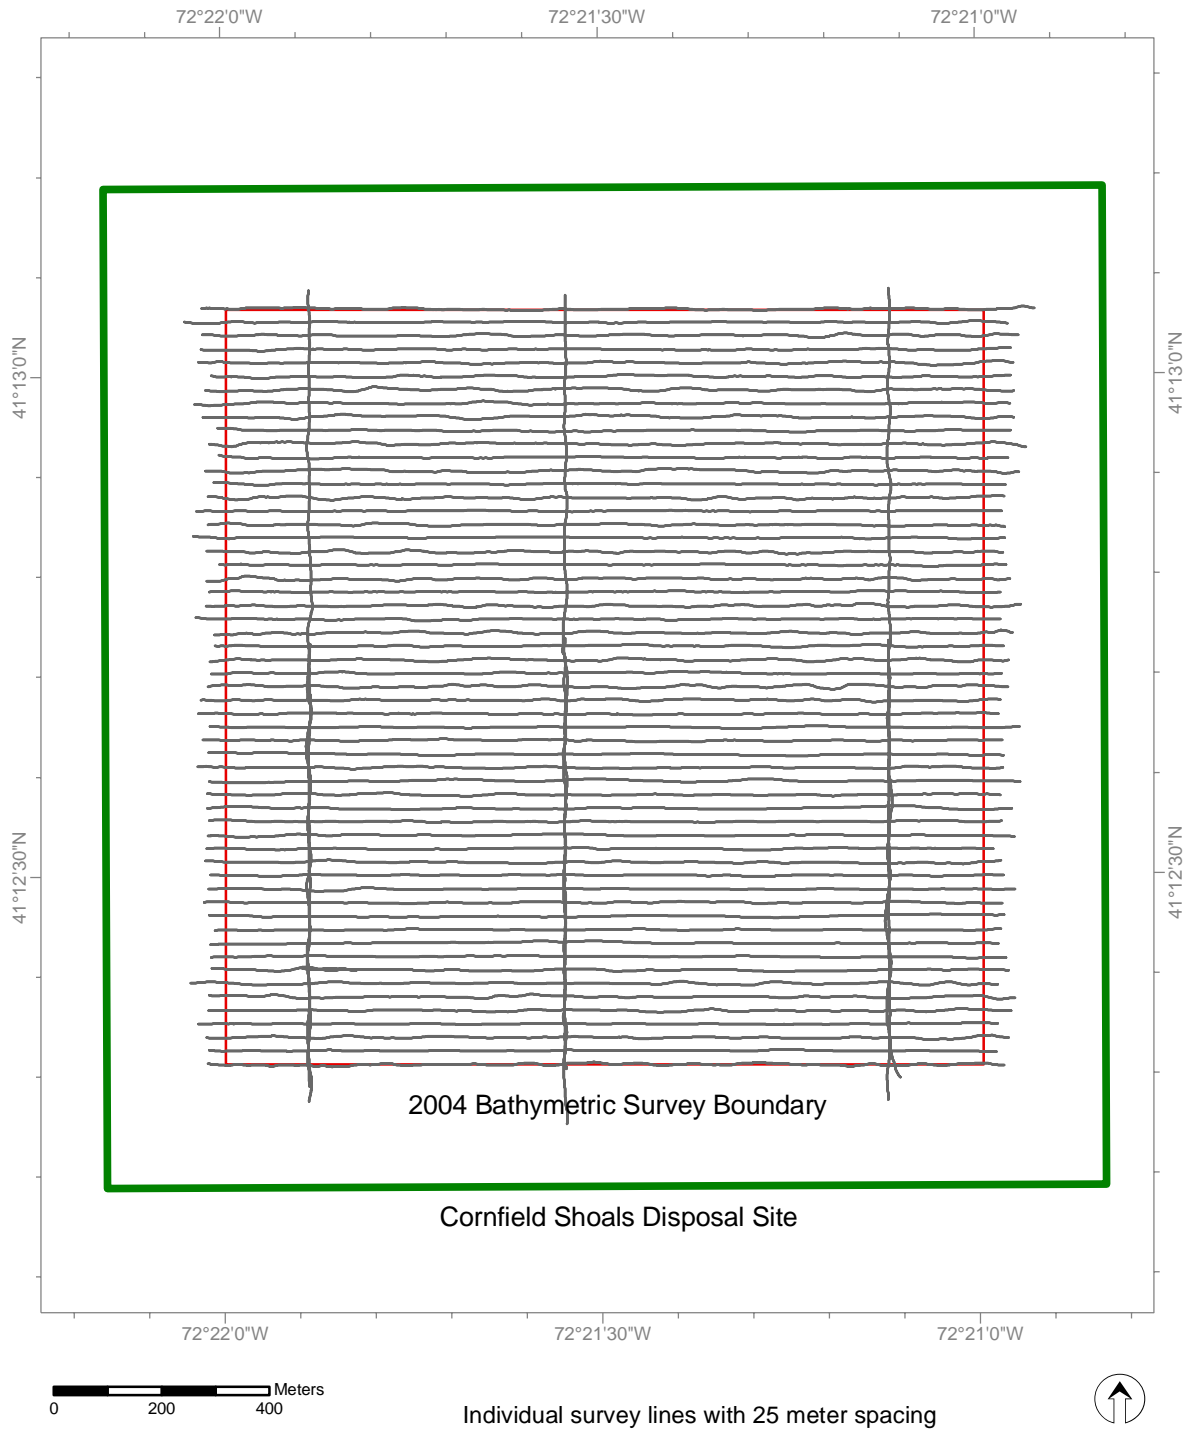 72°22'0"W 72°21'30"W 72°21'0"W
41°13'0"N
41°13'0"N
41°12'30"N
41°12'30"N
2004 Bathymetric Survey Boundary
Cornfield Shoals Disposal Site
72°22'0"W 72°21'30"W 72°21'0"W
Meters
0 200 400
Individual survey lines with 25 meter spacing